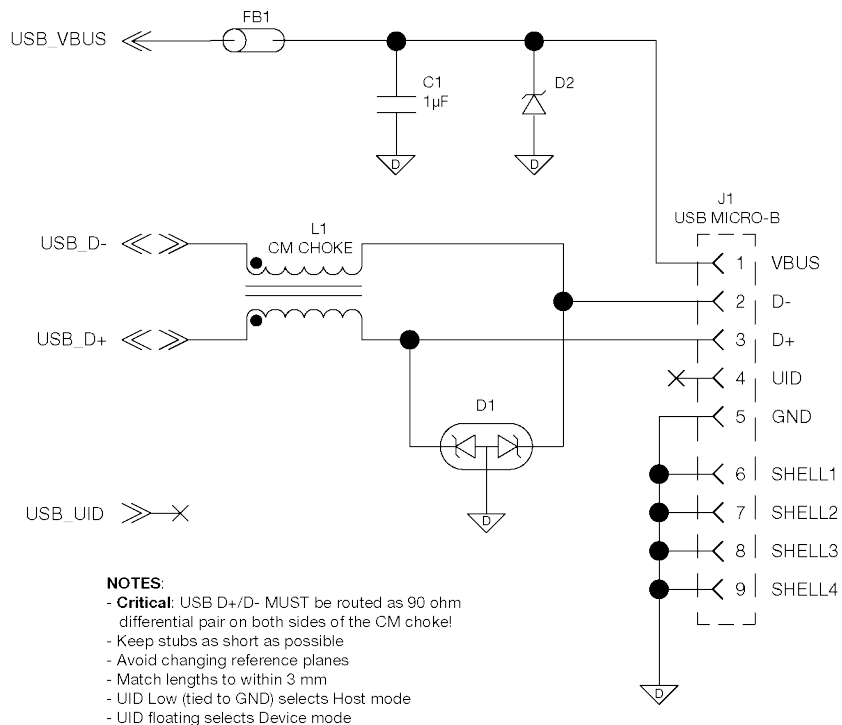 FB1
USB_VBUS
C1
1µF
D2
D
D
J1
USB MICRO-B
L1
CM CHOKE
USB_D-
1 VBUS
2 D-
USB_D+
3 D+
4 UID
D1
5 GND
6 SHELL1
USB_UID
7 SHELL2
D
8 SHELL3
9 SHELL4
NOTES:
- Critical: USB D+/D- MUST be routed as 90 ohm
differential pair on both sides of the CM choke!
- Keep stubs as short as possible
- Avoid changing reference planes
- Match lengths to within 3 mm
- UID Low (tied to GND) selects Host mode
- UID floating selects Device mode
D